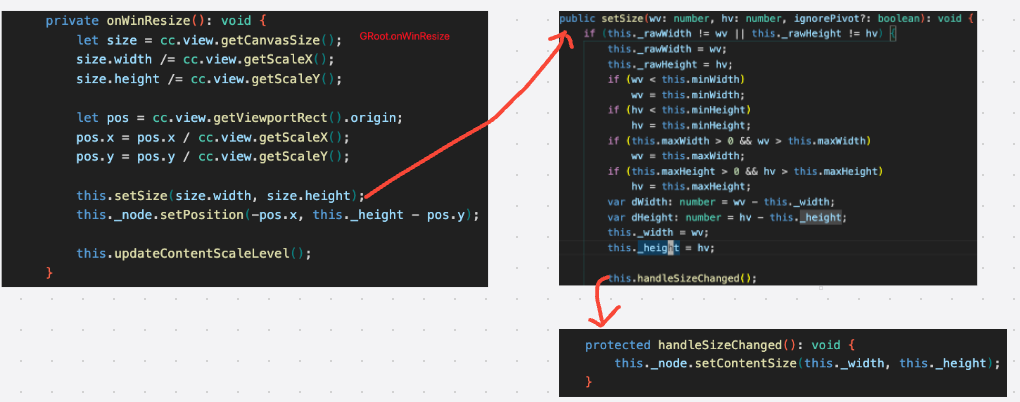 private onWinResize(): void {
let size = cc.view.getCanvasSize();
GRoot.onWinResize
size.width /= cc.view.getScaleX();
size.height /= cc.view.getScaleY();
let pos = cc.view.getViewportRect().origin;
pos.x = pos.x / cc.view.getScaleX();
pos.y = pos.y / cc.view.getScaleY();
this.setSize(size.width, size.height);
this._node.setPosition(-pos.x, this._height - pos.y);
this.updateContentScaleLevel();
}
public setSize(wv: number, hv: number, ignorePivot?: boolean): void {
if (this._rawWidth != wv || this._rawHeight != hv) {
this._rawWidth = wv;
this._rawHeight = hv;
if (wv < this.minWidth)
wv = this.minWidth;
if (hv < this.minHeight)
hv = this.minHeight;
if (this.maxWidth > 0 && wv > this.maxWidth)
wv = this.maxWidth;
if (this.maxHeight > 0 && hv > this.maxHeight)
hv = this.maxHeight;
var dWidth: number = wv - this._width;
var dHeight: number = hv - this._height;
this._width = wv;
this._height = hv;
this.handleSizeChanged();
protected handleSizeChanged(): void {
this._node.setContentSize(this._width, this._height);
}